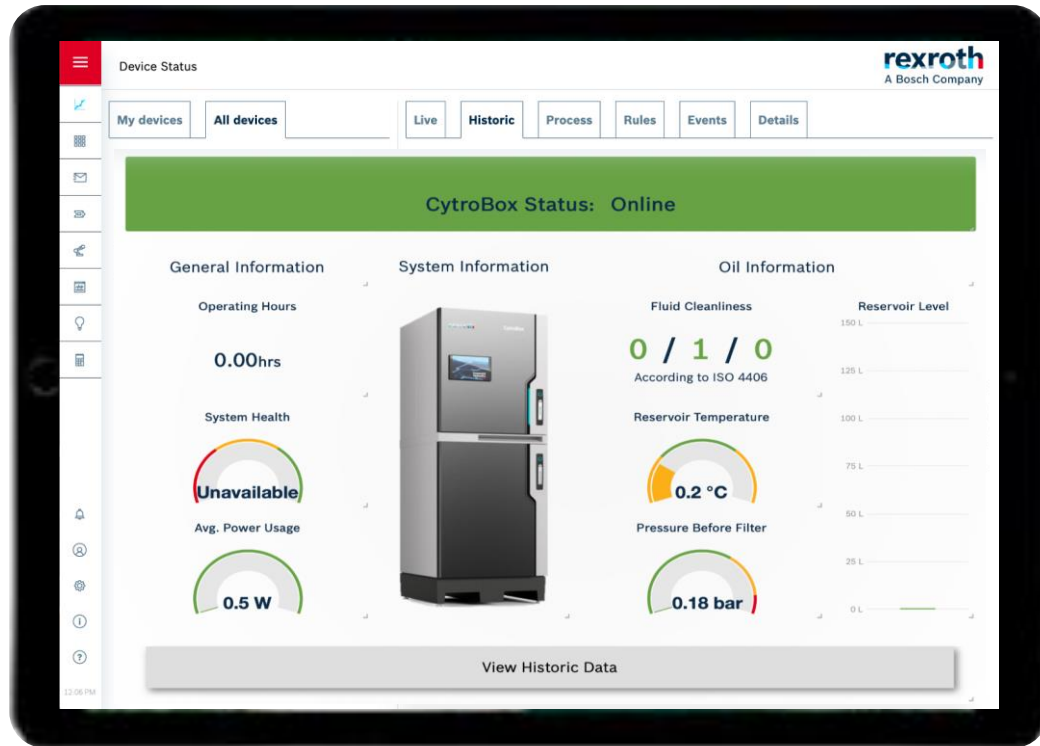 Device Status
rexroth
A Bosch Company
My devices
All devices
Live
Historic
Process
Rules
Events
Details
CytroBox Status: Online
General Information
System Information
Oil Information
Operating Hours
0.00hrs
System Health
Unavailable
Avg. Power Usage
0.5 W
Fluid Cleanliness
0 / 1 / 0
According to ISO 4406
Reservoir Temperature
0.2 °C
Pressure Before Filter
0.18 bar
Reservoir Level
150 L
125 L
100 L
75 L
50 L
25 L
0 L
View Historic Data
12:06 PM